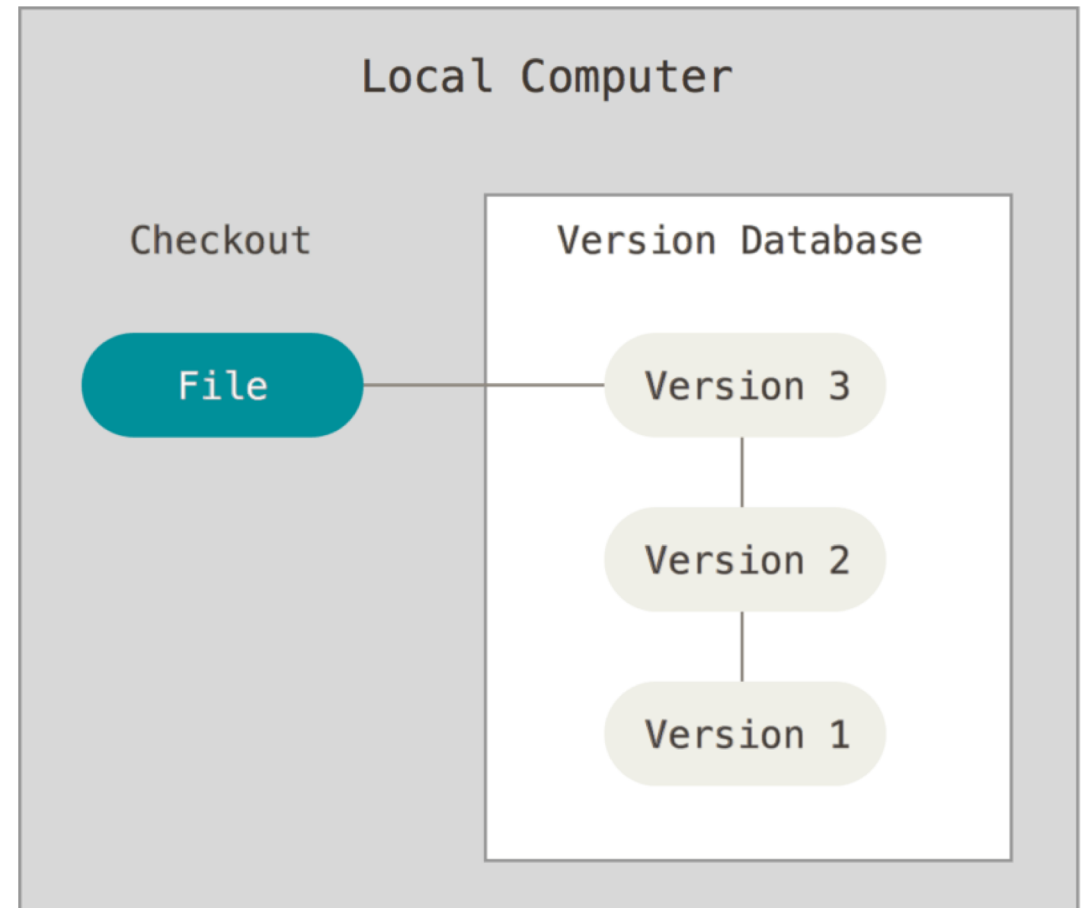 Local Computer
Checkout
Version Database
File
Version 3
Version 2
Version 1